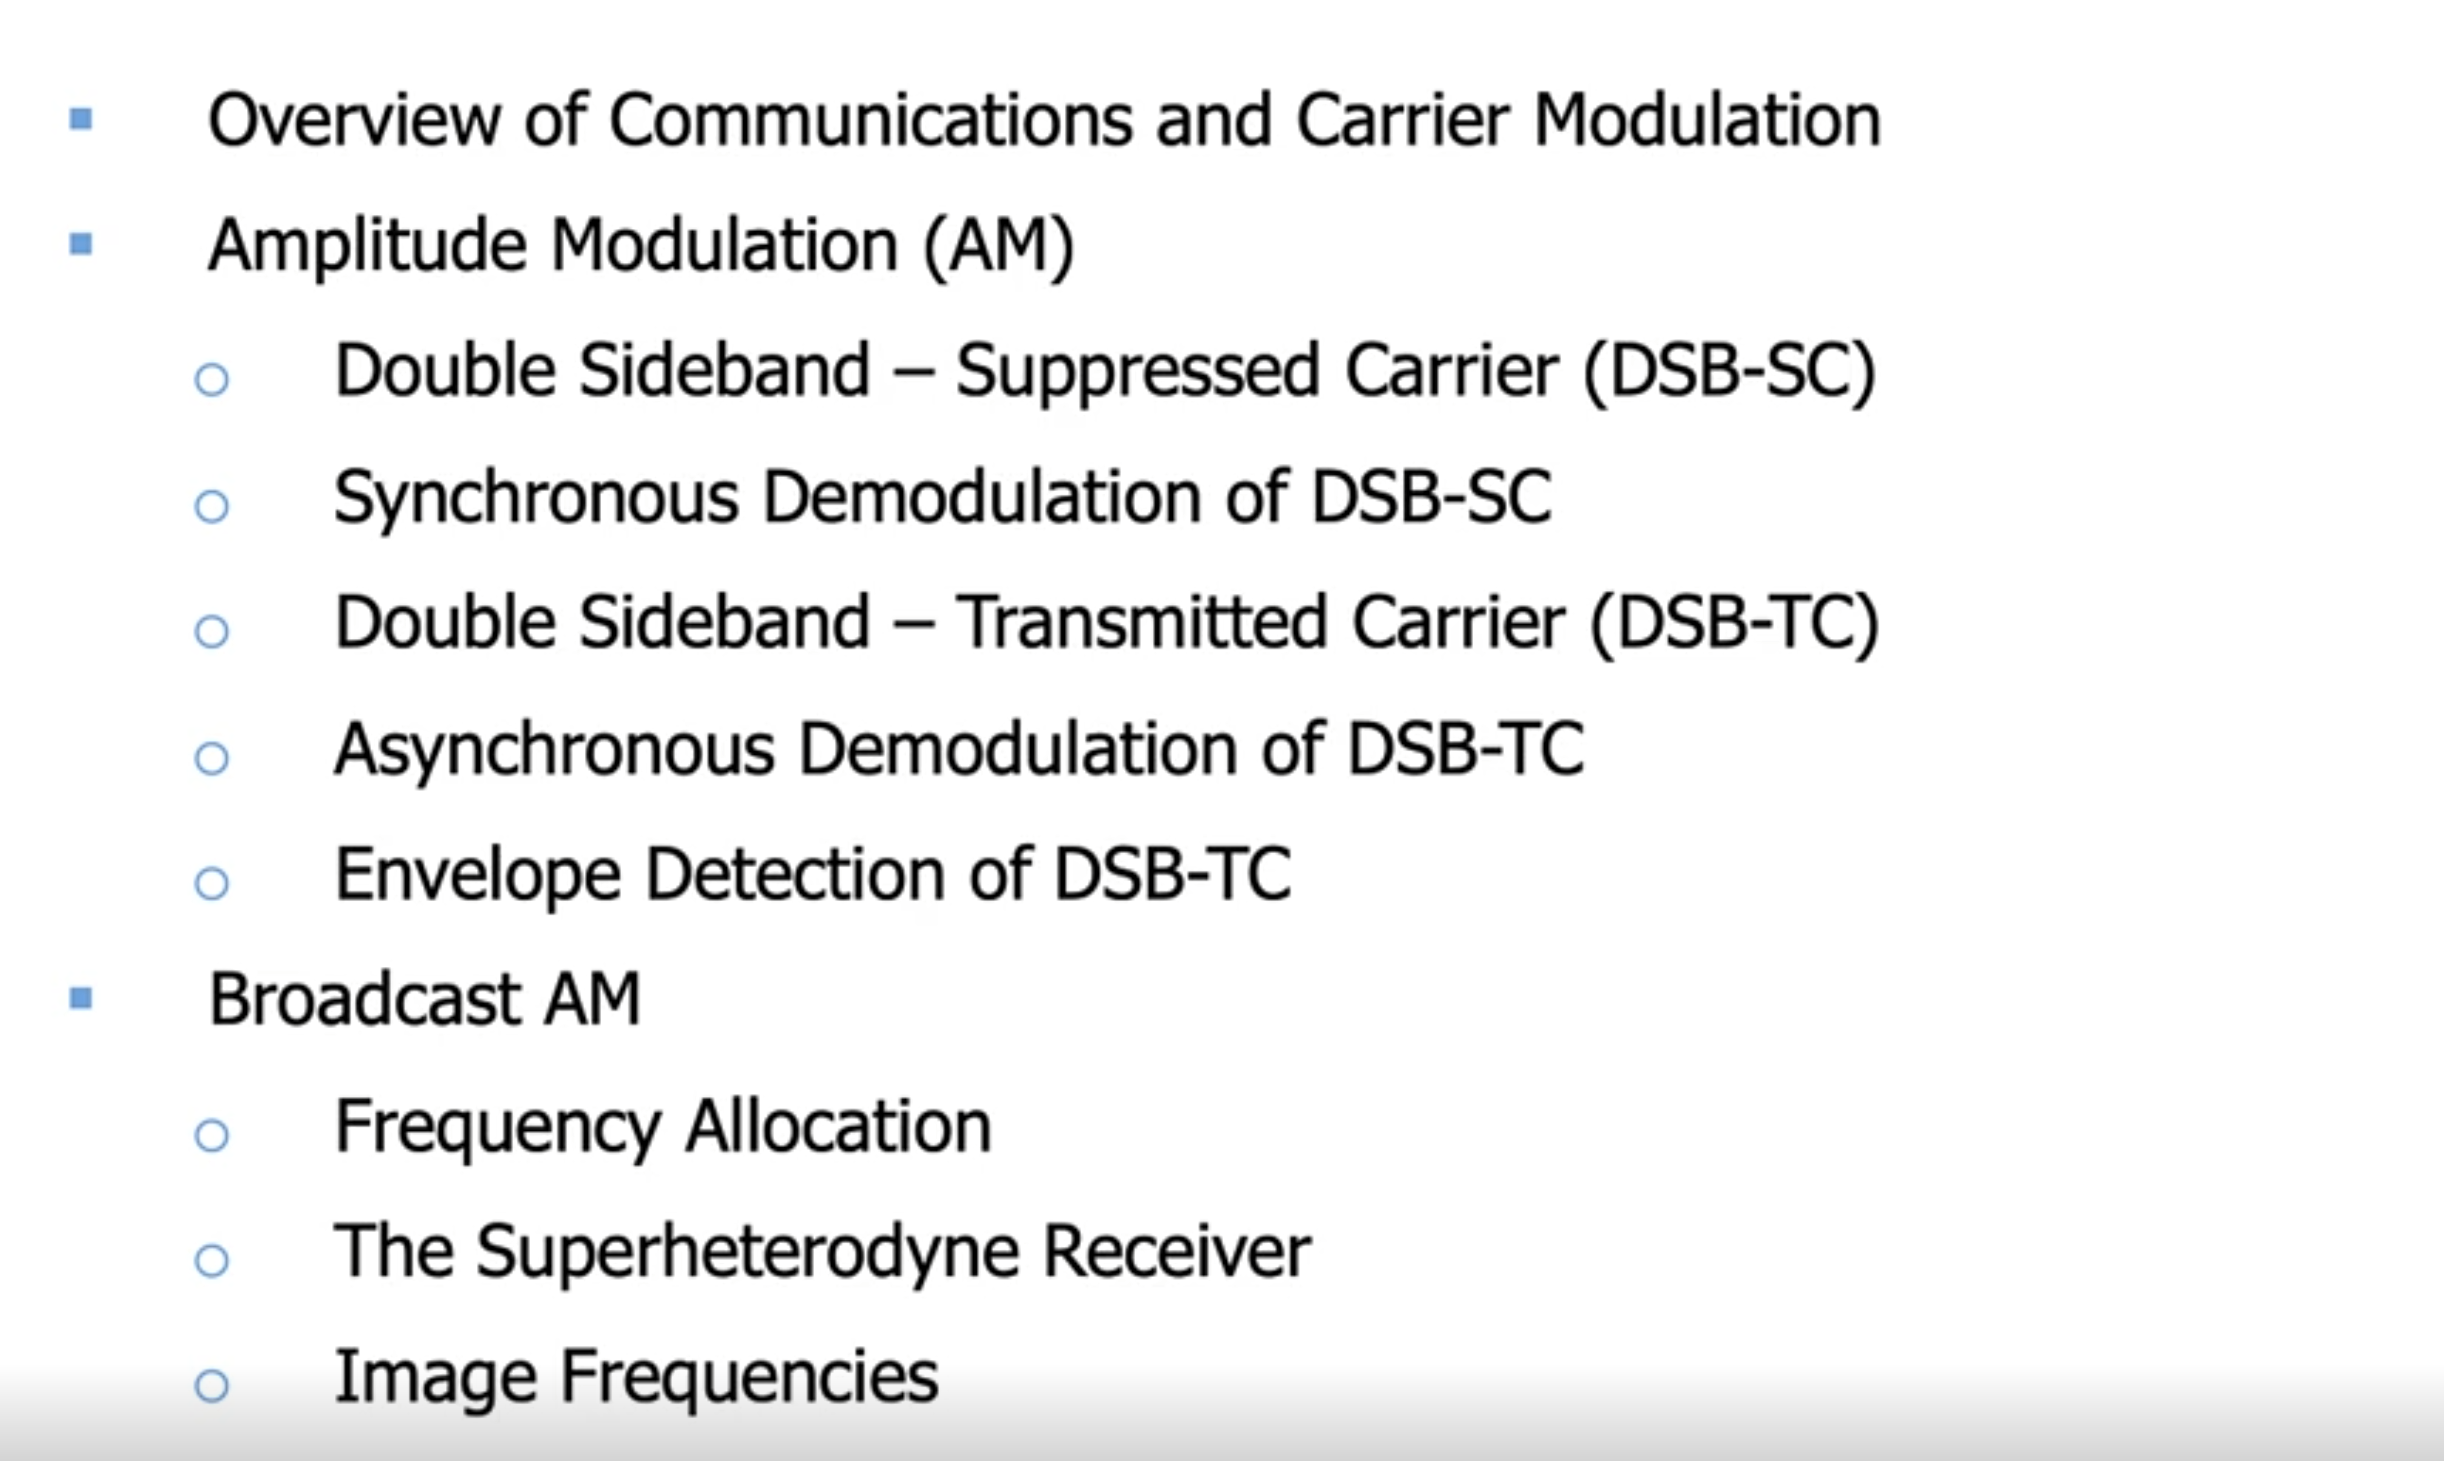 Overview of Communications and Carrier Modulation
Amplitude Modulation (AM)
Double Sideband – Suppressed Carrier (DSB-SC)
Synchronous Demodulation of DSB-SC
Double Sideband – Transmitted Carrier (DSB-TC)
Asynchronous Demodulation of DSB-TC
Envelope Detection of DSB-TC
Broadcast AM
Frequency Allocation
The Superheterodyne Receiver
Image Frequencies